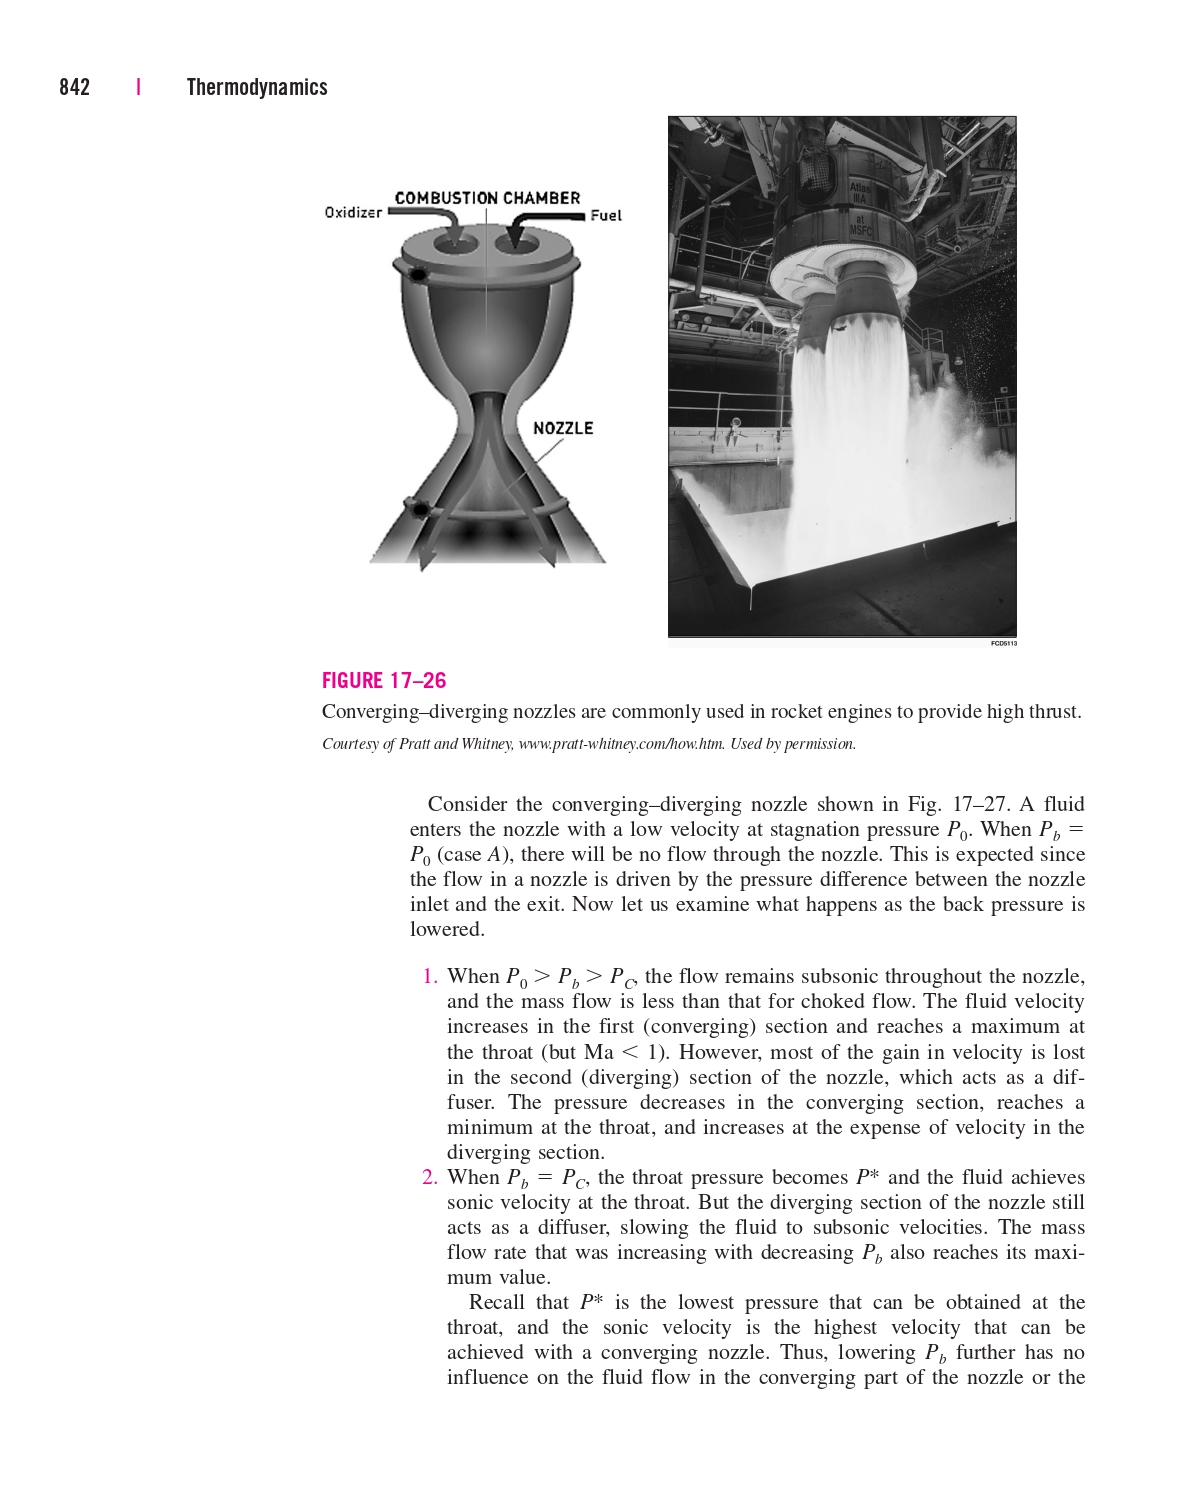 842 | Thermodynamics
COMBUSTION CHAMBER
Oxidizer
Fuel
NOZZLE
Atlas
IIIA
at
MSFC
FCD5113
FIGURE 17–26
Converging–diverging nozzles are commonly used in rocket engines to provide high thrust.
Courtesy of Pratt and Whitney, www.pratt-whitney.com/how.htm. Used by permission.
Consider the converging–diverging nozzle shown in Fig. 17–27. A fluid
enters the nozzle with a low velocity at stagnation pressure P₀. When P_b =
P₀ (case A), there will be no flow through the nozzle. This is expected since
the flow in a nozzle is driven by the pressure difference between the nozzle
inlet and the exit. Now let us examine what happens as the back pressure is
lowered.
1. When P₀ > P_b > P_C, the flow remains subsonic throughout the nozzle,
and the mass flow is less than that for choked flow. The fluid velocity
increases in the first (converging) section and reaches a maximum at
the throat (but Ma < 1). However, most of the gain in velocity is lost
in the second (diverging) section of the nozzle, which acts as a dif-
fuser. The pressure decreases in the converging section, reaches a
minimum at the throat, and increases at the expense of velocity in the
diverging section.
2. When P_b = P_C, the throat pressure becomes P* and the fluid achieves
sonic velocity at the throat. But the diverging section of the nozzle still
acts as a diffuser, slowing the fluid to subsonic velocities. The mass
flow rate that was increasing with decreasing P_b also reaches its maxi-
mum value.
Recall that P* is the lowest pressure that can be obtained at the
throat, and the sonic velocity is the highest velocity that can be
achieved with a converging nozzle. Thus, lowering P_b further has no
influence on the fluid flow in the converging part of the nozzle or the